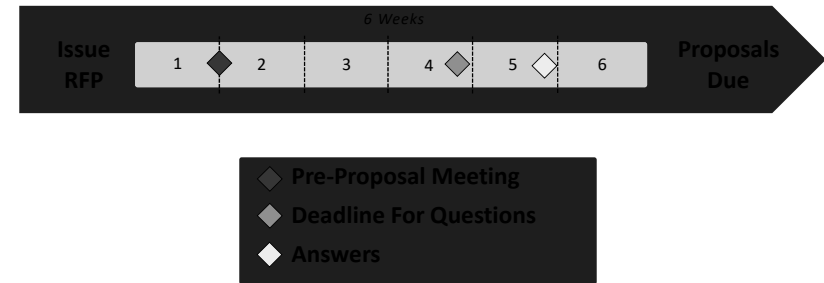 6 Weeks
Issue
RFP
1 2 3 4 5 6
Proposals
Due
Pre-Proposal Meeting
Deadline For Questions
Answers